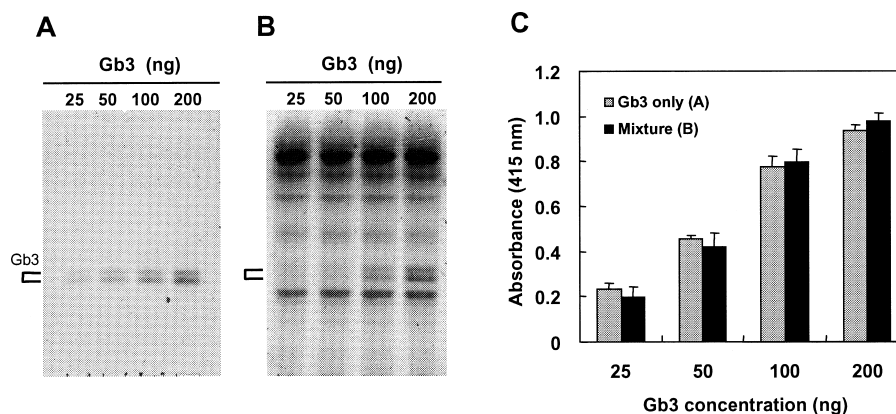 A
Gb3 (ng)
25 50 100 200
Gb3
B
Gb3 (ng)
25 50 100 200
C
1.2
1.0
0.8
0.6
0.4
0.2
0
Absorbance (415 nm)
Gb3 only (A)
Mixture (B)
25 50 100 200
Gb3 concentration (ng)